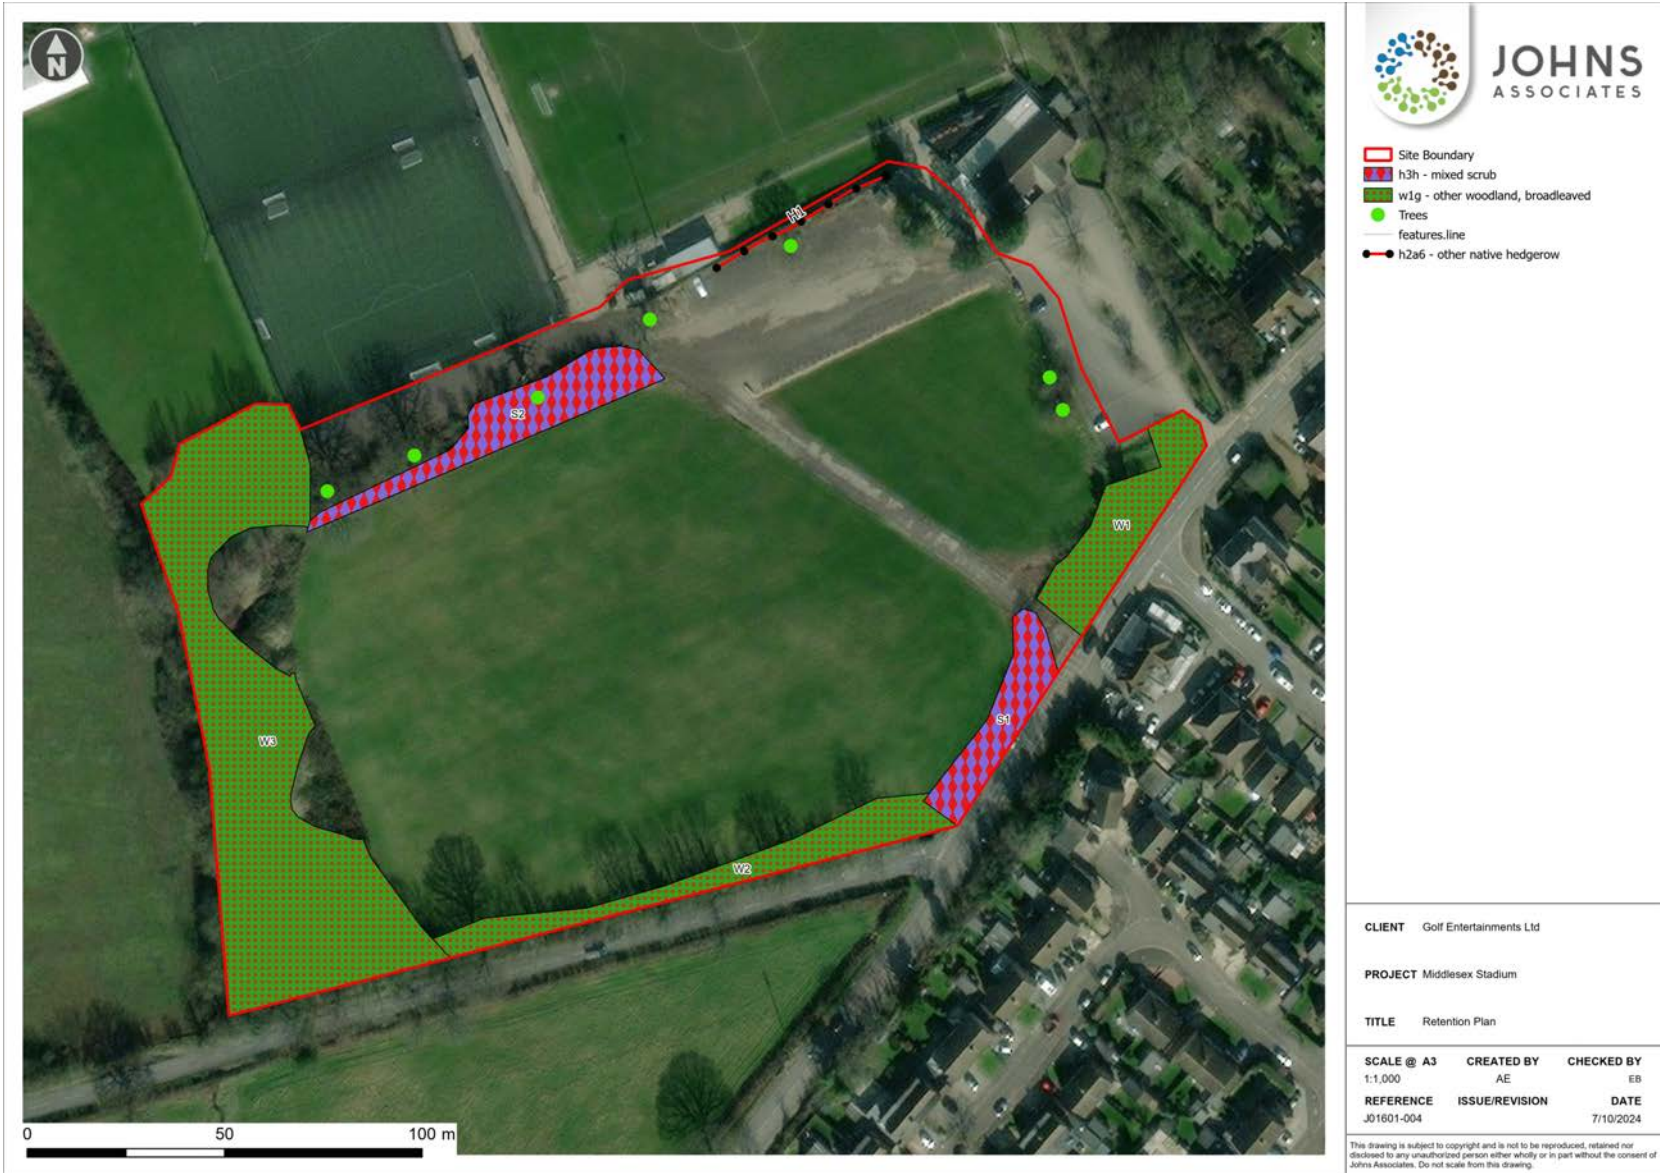 N
JOHNS
ASSOCIATES
Site Boundary
h3h - mixed scrub
w1g - other woodland, broadleaved
Trees
features.line
h2a6 - other native hedgerow
H1
S2
W1
S1
W3
W2
0 50 100 m
CLIENT Golf Entertainments Ltd
PROJECT Middlesex Stadium
TITLE Retention Plan
SCALE @ A3 CREATED BY CHECKED BY
1:1,000 AE EB
REFERENCE ISSUE/REVISION DATE
J01601-004 7/10/2024
This drawing is subject to copyright and is not to be reproduced, retained nor
disclosed to any unauthorized person either wholly or in part without the consent of
Johns Associates. Do not scale from this drawing.